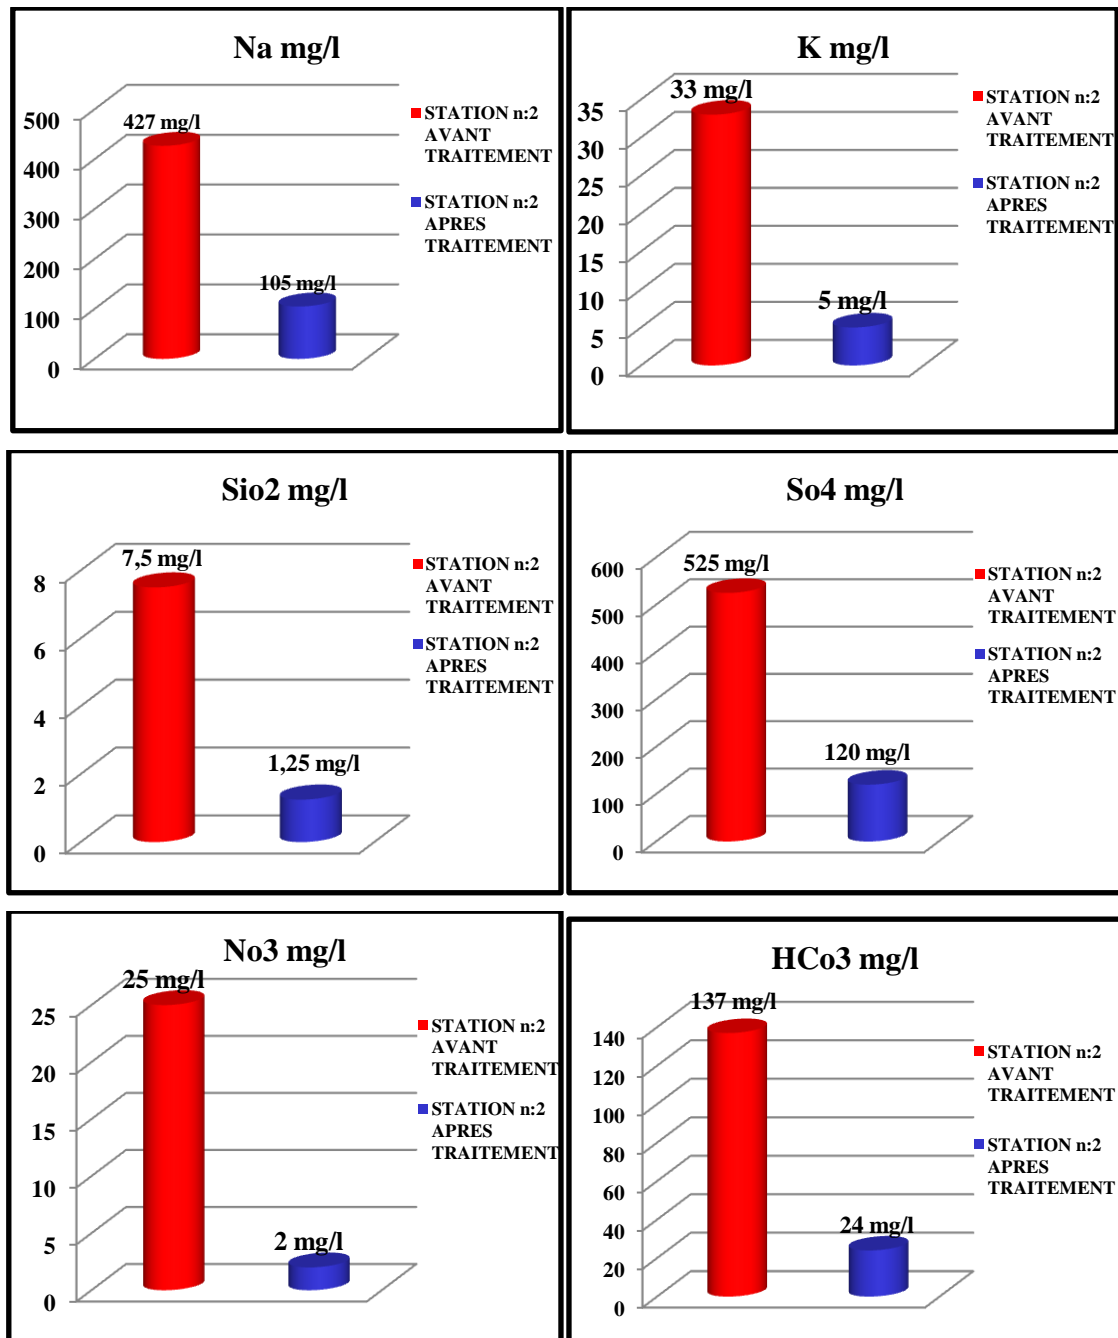 Na mg/l
500
400
300
200
100
0
427 mg/l
105 mg/l
STATION n:2
AVANT
TRAITEMENT
STATION n:2
APRES
TRAITEMENT
K mg/l
35
30
25
20
15
10
5
0
33 mg/l
5 mg/l
STATION n:2
AVANT
TRAITEMENT
STATION n:2
APRES
TRAITEMENT
Sio2 mg/l
8
6
4
2
0
7,5 mg/l
1,25 mg/l
STATION n:2
AVANT
TRAITEMENT
STATION n:2
APRES
TRAITEMENT
So4 mg/l
600
500
400
300
200
100
0
525 mg/l
120 mg/l
STATION n:2
AVANT
TRAITEMENT
STATION n:2
APRES
TRAITEMENT
No3 mg/l
25
20
15
10
5
0
25 mg/l
2 mg/l
STATION n:2
AVANT
TRAITEMENT
STATION n:2
APRES
TRAITEMENT
HCo3 mg/l
140
120
100
80
60
40
20
0
137 mg/l
24 mg/l
STATION n:2
AVANT
TRAITEMENT
STATION n:2
APRES
TRAITEMENT